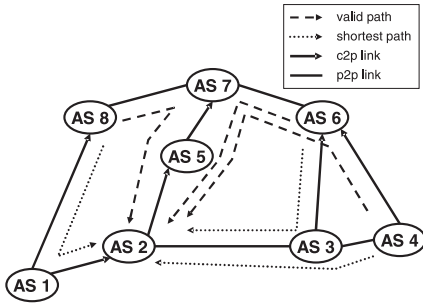 valid path
shortest path
c2p link
p2p link
AS 7
AS 8
AS 6
AS 5
AS 2
AS 3
AS 4
AS 1